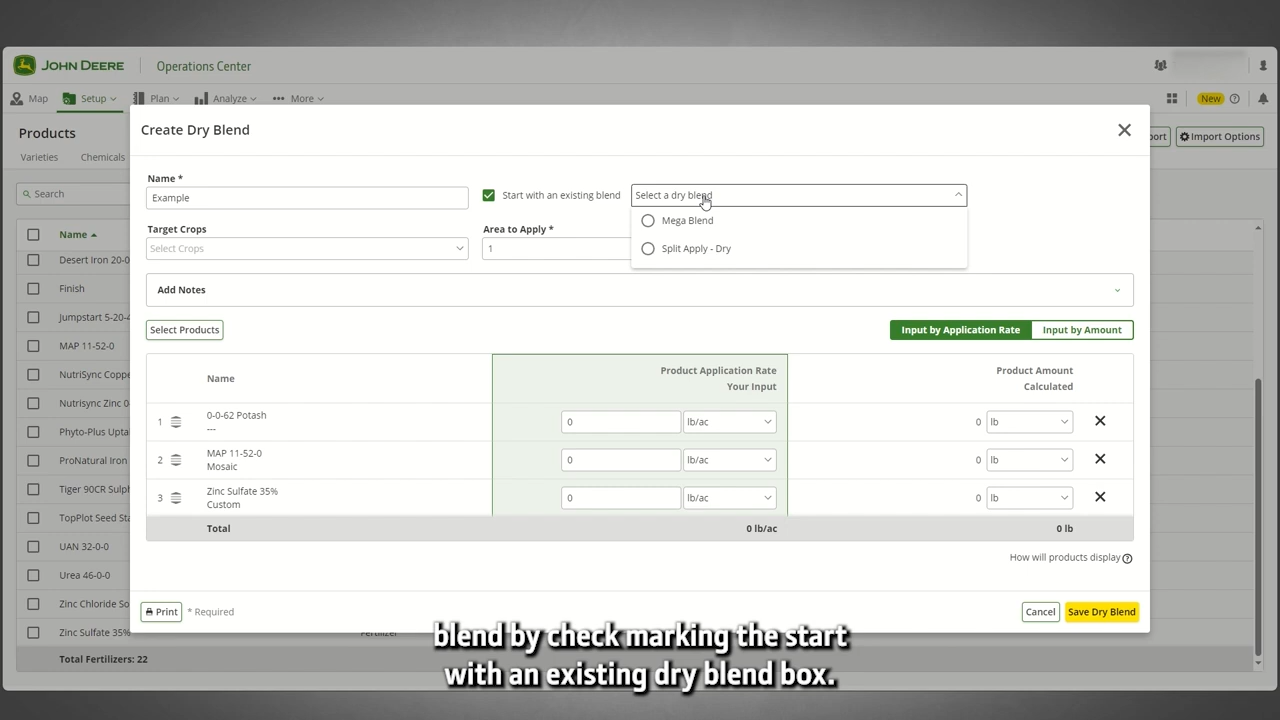 JOHN DEERE
Operations Center
Map
Setup
Plan
Analyze
More
New
Products
Create Dry Blend
port
Import Options
Varieties
Chemicals
Search
Name *
Example
Start with an existing blend
Select a dry blend
Mega Blend
Split Apply - Dry
Target Crops
Select Crops
Area to Apply *
1
Add Notes
Select Products
Input by Application Rate
Input by Amount
Name
Product Application Rate
Your Input
Product Amount
Calculated
1
0-0-62 Potash
---
0
lb/ac
0
lb
2
MAP 11-52-0
Mosaic
0
lb/ac
0
lb
3
Zinc Sulfate 35%
Custom
0
lb/ac
0
lb
Total
0 lb/ac
0 lb
How will products display
Print
* Required
Cancel
Save Dry Blend
Name
Desert Iron 20-0
Finish
Jumpstart 5-20-4
MAP 11-52-0
NutriSync Coppe
Nutrisync Zinc 0-
Phyto-Plus Upta
ProNatural Iron
Tiger 90CR Sulph
TopPlot Seed Sta
UAN 32-0-0
Urea 46-0-0
Zinc Chloride So
Zinc Sulfate 35%
Fertilizer
Total Fertilizers: 22
blend by check marking the start
with an existing dry blend box.